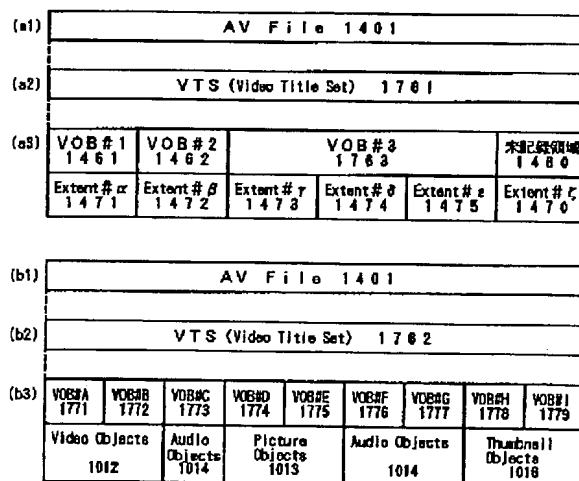 (a1) AV File 1401
(a2) VTS (Video Title Set) 1761
(a3) VOB#1 VOB#2 VOB#3 未記録領域
1461 1462 1763 1460
Extent#α Extent#β Extent#γ Extent#δ Extent#ε Extent#ζ
1471 1472 1473 1474 1475 1470
(b1) AV File 1401
(b2) VTS (Video Title Set) 1762
(b3) VOB#A VOB#B VOB#C VOB#D VOB#E VOB#F VOB#G VOB#H VOB#I
1771 1772 1773 1774 1775 1776 1777 1778 1779
Video Objects Audio Picture Audio Objects Thumbnail
Objects Objects Objects
1012 1014 1013 1014 1016